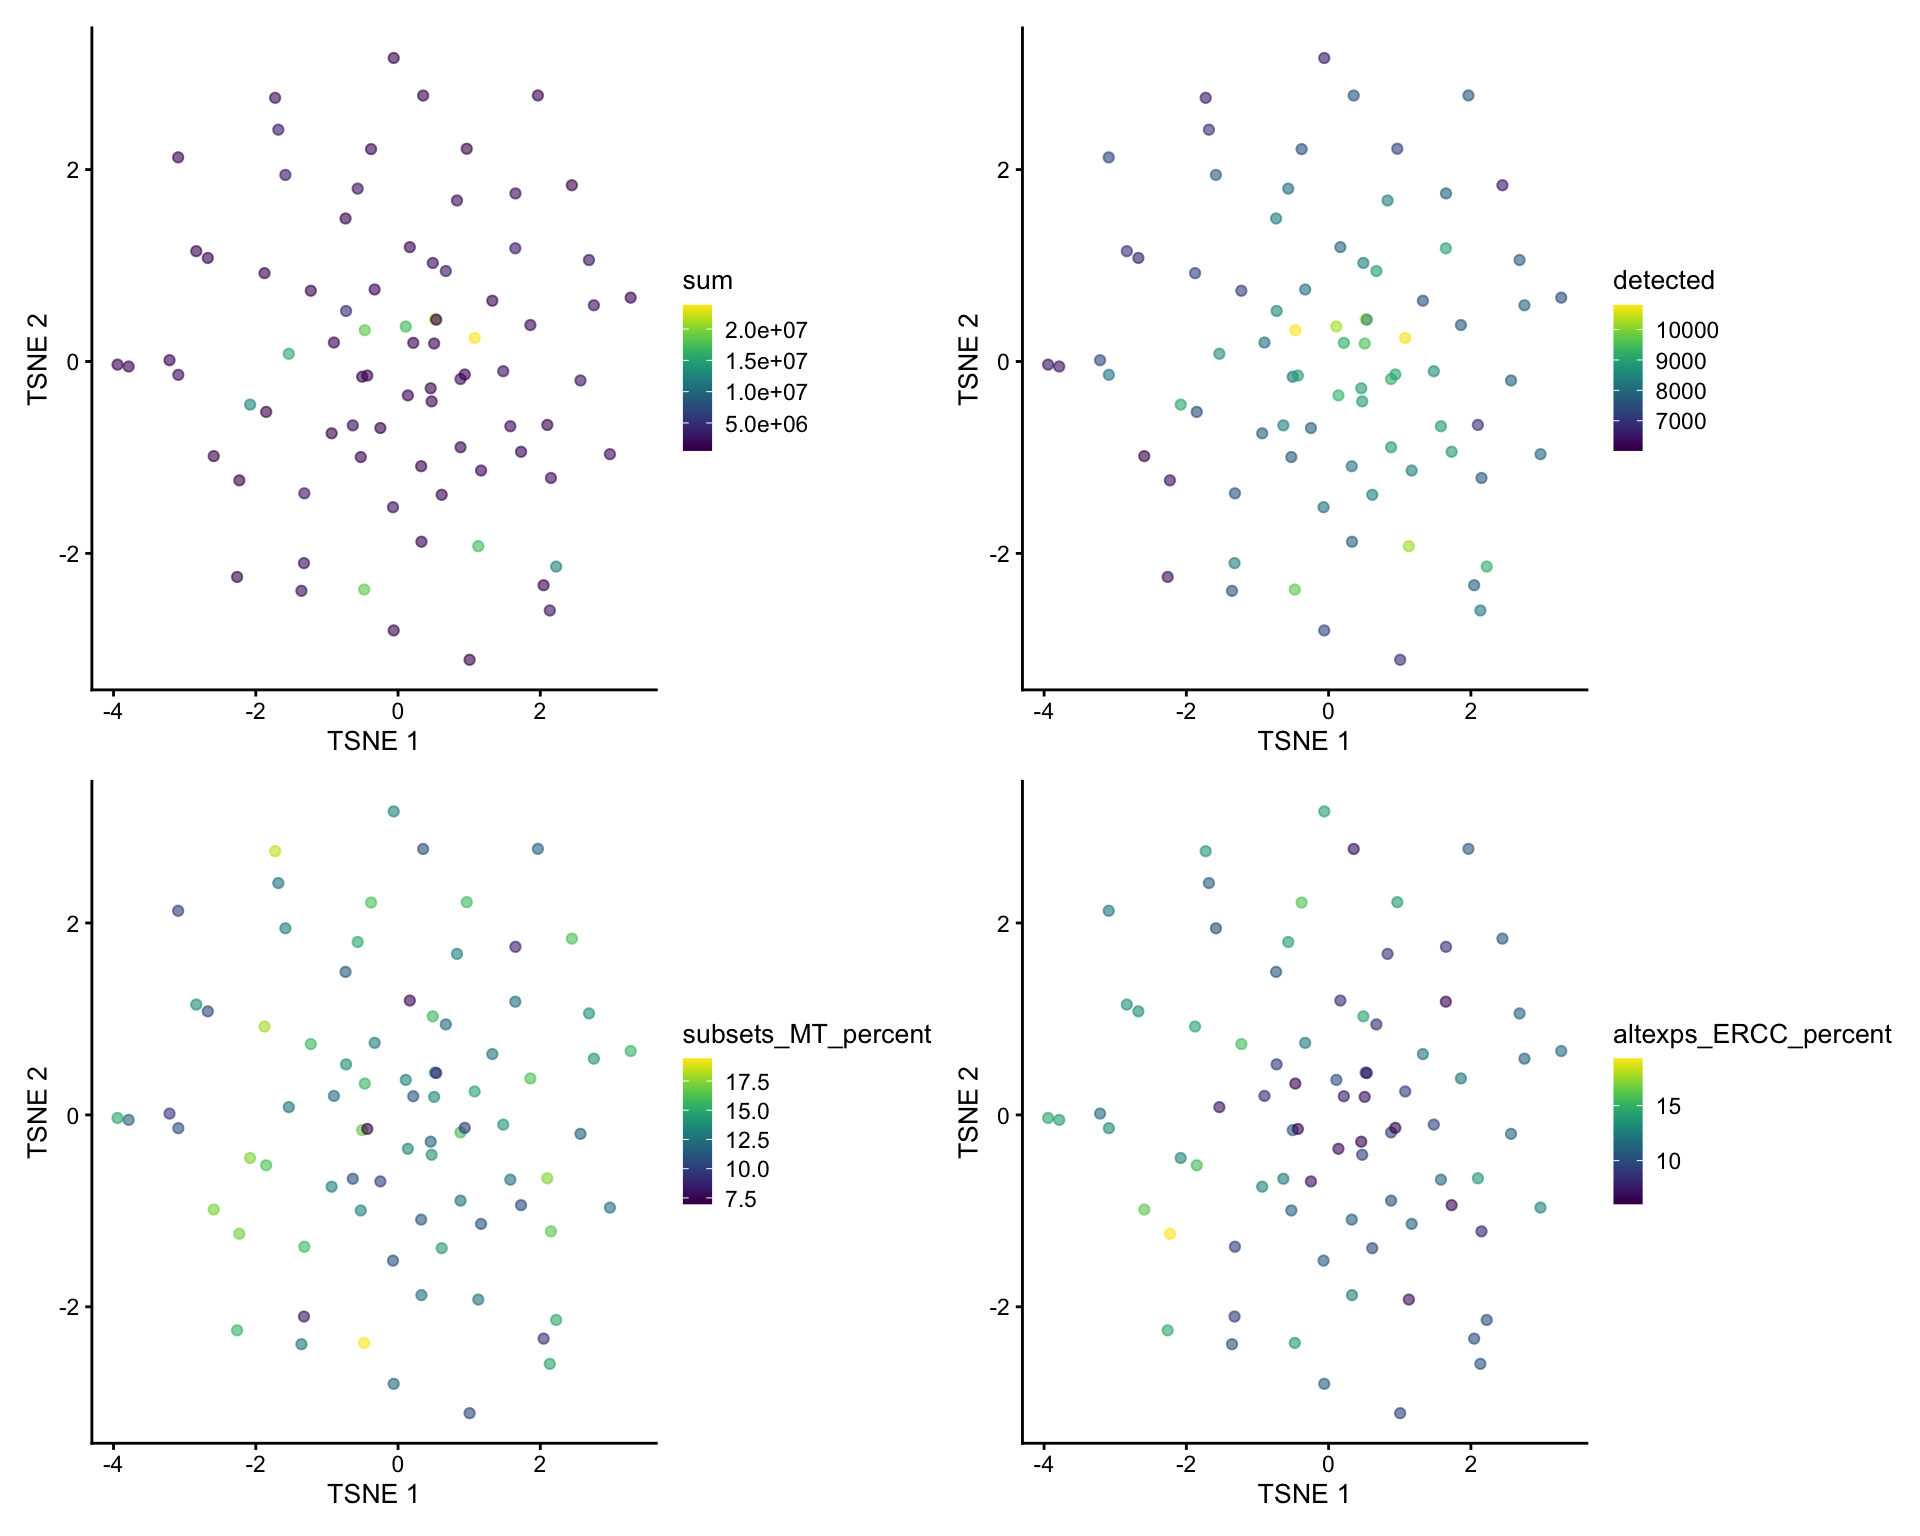 sum
2.0e+07
1.5e+07
1.0e+07
5.0e+06
TSNE 2
2
0
-2
-4 -2 0 2
TSNE 1
detected
10000
9000
8000
7000
TSNE 2
2
0
-2
-4 -2 0 2
TSNE 1
subsets_MT_percent
17.5
15.0
12.5
10.0
7.5
TSNE 2
2
0
-2
-4 -2 0 2
TSNE 1
altexps_ERCC_percent
15
10
TSNE 2
2
0
-2
-4 -2 0 2
TSNE 1